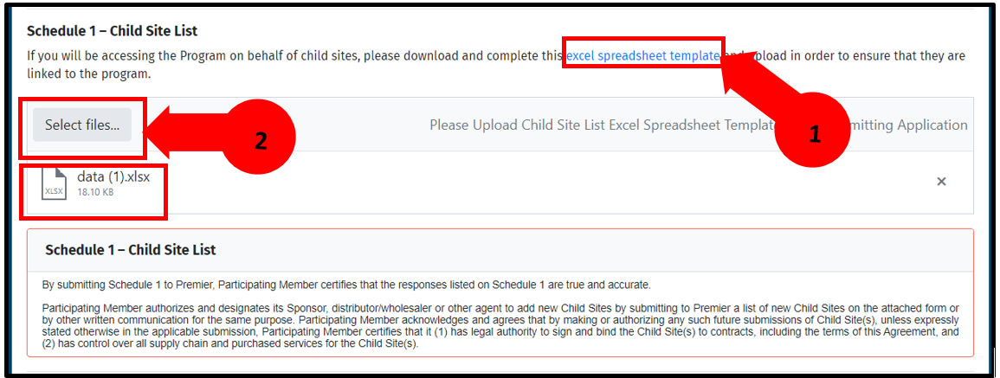 Schedule 1 – Child Site List
If you will be accessing the Program on behalf of child sites, please download and complete this excel spreadsheet template and upload in order to ensure that they are
linked to the program.
Select files...
2
Please Upload Child Site List Excel Spreadsheet Template
1
Application
data (1).xlsx
XLSX
18.10 KB
Schedule 1 – Child Site List
By submitting Schedule 1 to Premier, Participating Member certifies that the responses listed on Schedule 1 are true and accurate.
Participating Member authorizes and designates its Sponsor, distributor/wholesaler or other agent to add new Child Sites by submitting to Premier a list of new Child Sites on the attached form or
by other written communication for the same purpose. Participating Member acknowledges and agrees that by making or authorizing any such future submissions of Child Site(s), unless expressly
stated otherwise in the applicable submission, Participating Member certifies that it (1) has legal authority to sign and bind the Child Site(s) to contracts, including the terms of this Agreement, and
(2) has control over all supply chain and purchased services for the Child Site(s).